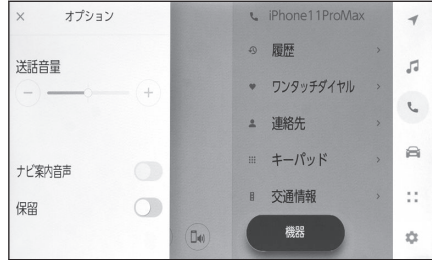 × オプション
送話音量
ナビ案内音声
保留
iPhone11ProMax
履歴
ワンタッチダイヤル
連絡先
キーパッド
交通情報
機器